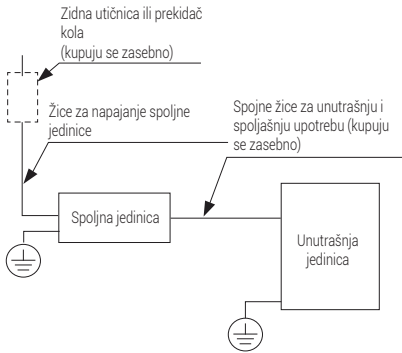 Zidna utičnica ili prekidač
kola
(kupuju se zasebno)
Žice za napajanje spoljne
jedinice
Spojne žice za unutrašnju i
spoljašnju upotrebu (kupuju
se zasebno)
Spoljna jedinica
Unutrašnja
jedinica